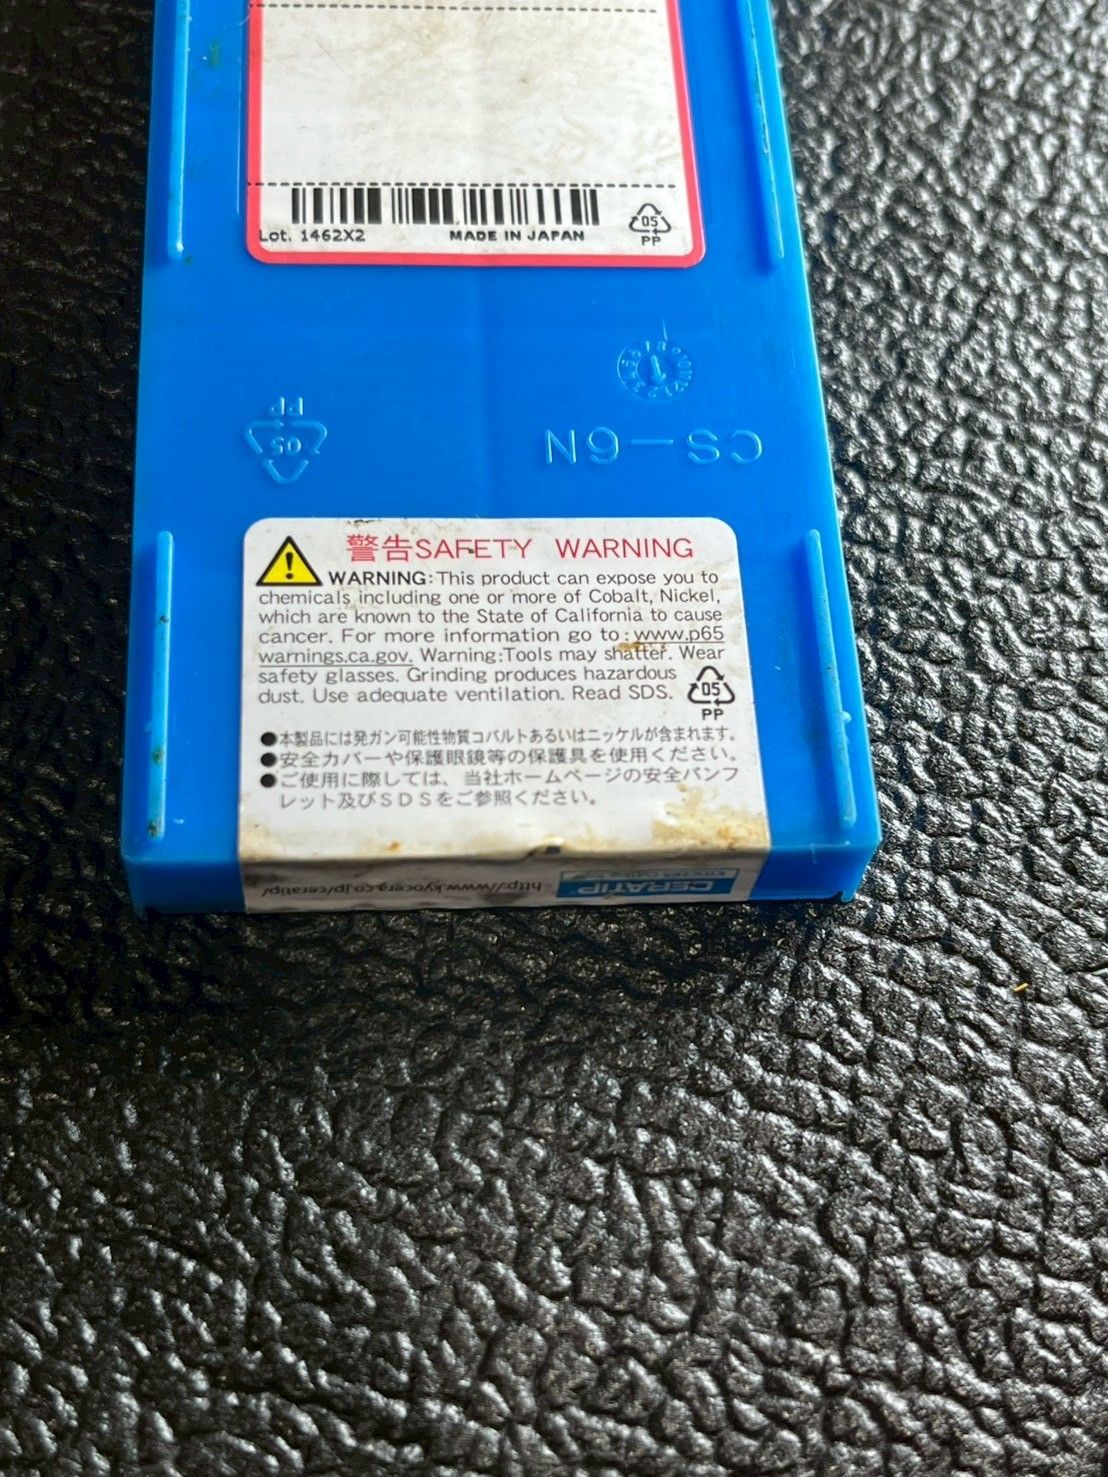 Lot. 1462X2 MADE IN JAPAN 05
PP
PP
05
CS-6N
警告SAFETY WARNING
WARNING:This product can expose you to
chemicals including one or more of Cobalt, Nickel,
which are known to the State of California to cause
cancer. For more information go to : www.p65
warnings.ca.gov. Warning:Tools may shatter. Wear
safety glasses. Grinding produces hazardous
dust. Use adequate ventilation. Read SDS.
05
PP
●本製品には発ガン可能性物質コバルトあるいはニッケルが含まれます。
●安全カバーや保護眼鏡等の保護具を使用ください。
●ご使用に際しては、当社ホームページの安全パンフ
レット及びSDSをご参照ください。
CERATIP
http://www.kyocera.co.jp/ceratip/